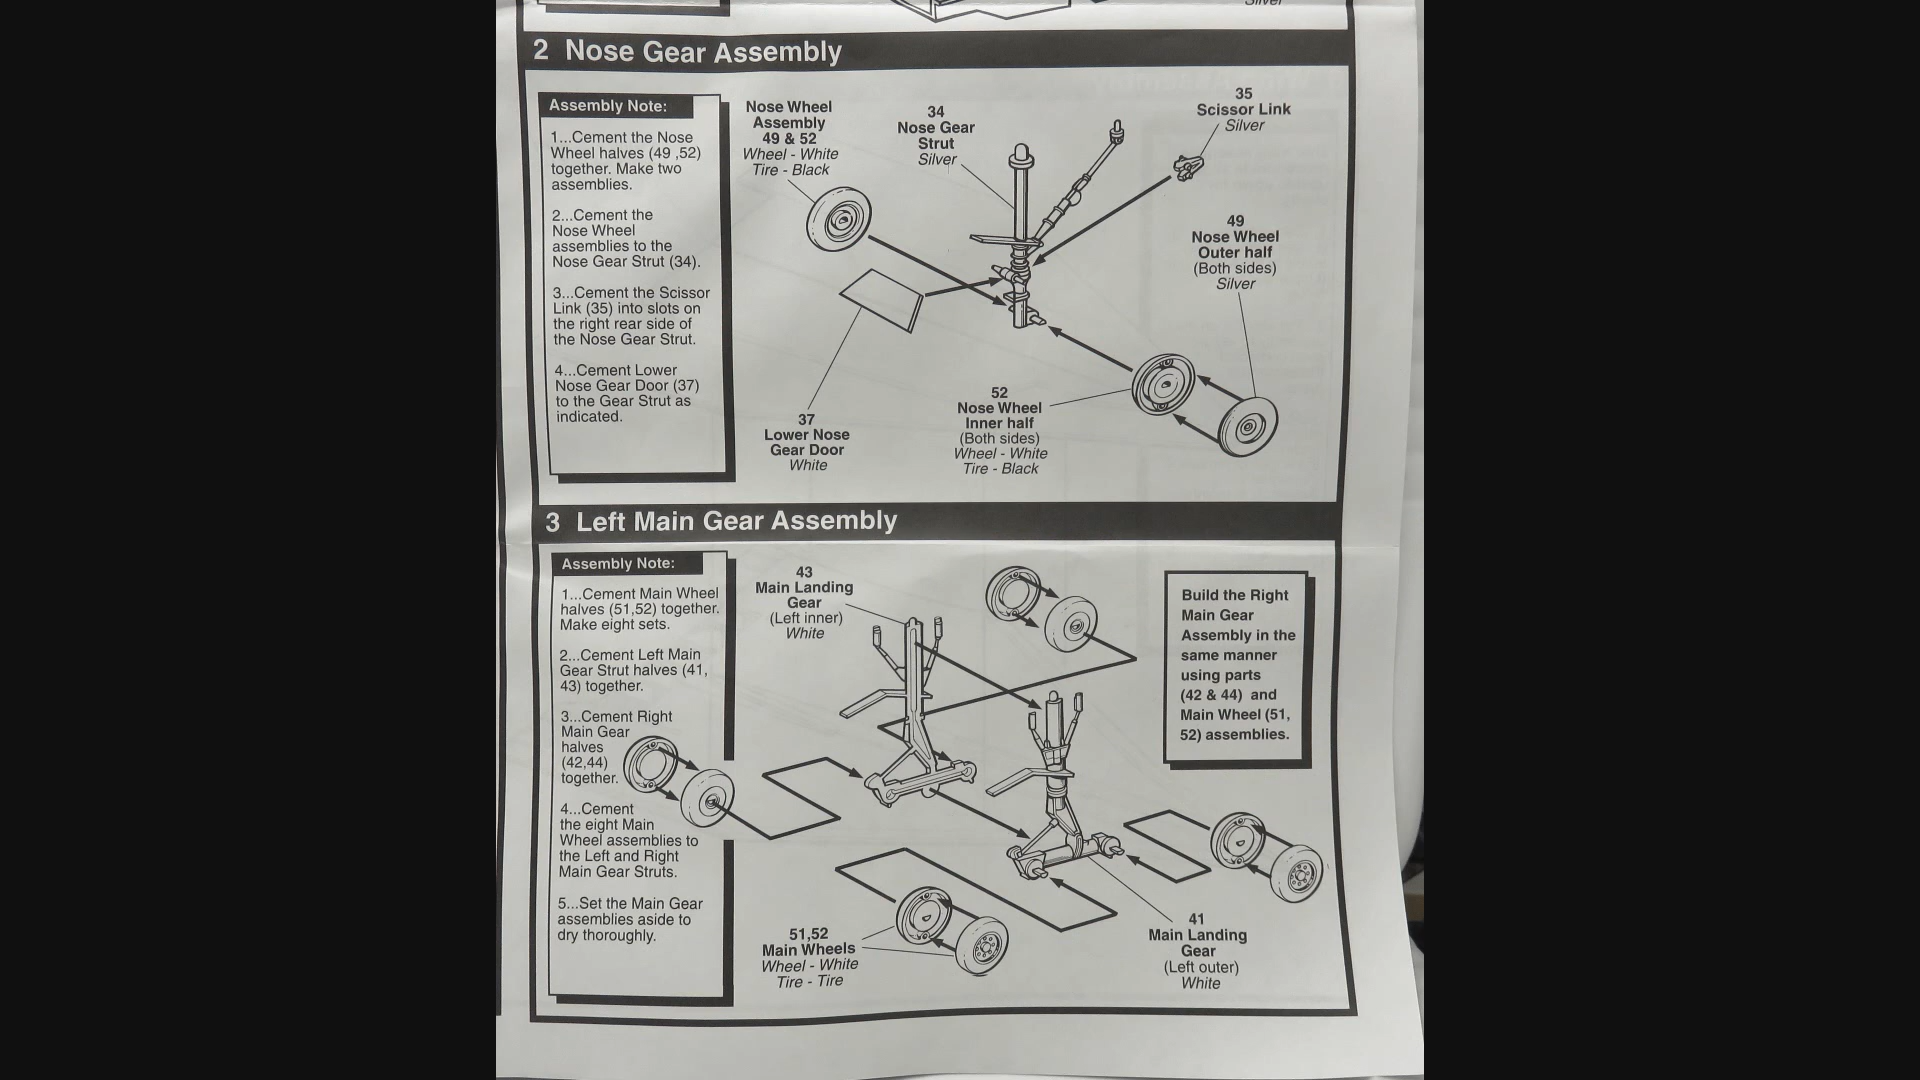 Silver
2 Nose Gear Assembly
Assembly Note:
1...Cement the Nose
Wheel halves (49 ,52)
together. Make two
assemblies.
2...Cement the
Nose Wheel
assemblies to the
Nose Gear Strut (34).
3...Cement the Scissor
Link (35) into slots on
the right rear side of
the Nose Gear Strut.
4...Cement Lower
Nose Gear Door (37)
to the Gear Strut as
indicated.
Nose Wheel
Assembly
49 & 52
Wheel - White
Tire - Black
34
Nose Gear
Strut
Silver
35
Scissor Link
Silver
49
Nose Wheel
Outer half
(Both sides)
Silver
37
Lower Nose
Gear Door
White
52
Nose Wheel
Inner half
(Both sides)
Wheel - White
Tire - Black
3 Left Main Gear Assembly
Assembly Note:
1...Cement Main Wheel
halves (51,52) together.
Make eight sets.
2...Cement Left Main
Gear Strut halves (41,
43) together.
3...Cement Right
Main Gear
halves
(42,44)
together.
4...Cement
the eight Main
Wheel assemblies to
the Left and Right
Main Gear Struts.
5...Set the Main Gear
assemblies aside to
dry thoroughly.
43
Main Landing
Gear
(Left inner)
White
Build the Right
Main Gear
Assembly in the
same manner
using parts
(42 & 44) and
Main Wheel (51,
52) assemblies.
51,52
Main Wheels
Wheel - White
Tire - Tire
41
Main Landing
Gear
(Left outer)
White